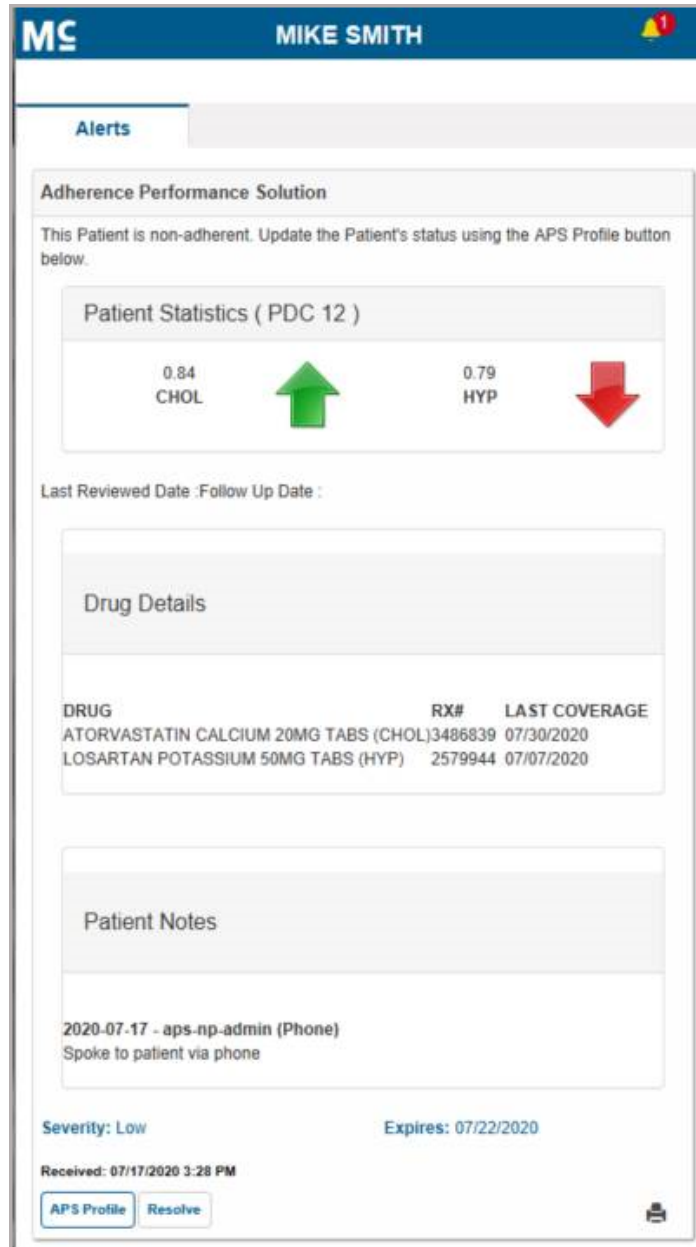 MC MIKE SMITH 1
Alerts
Adherence Performance Solution
This Patient is non-adherent. Update the Patient's status using the APS Profile button
below.
Patient Statistics ( PDC 12 )
0.84 0.79
CHOL HYP
Last Reviewed Date :Follow Up Date :
Drug Details
DRUG RX# LAST COVERAGE
ATORVASTATIN CALCIUM 20MG TABS (CHOL)3486839 07/30/2020
LOSARTAN POTASSIUM 50MG TABS (HYP) 2579944 07/07/2020
Patient Notes
2020-07-17 - aps-np-admin (Phone)
Spoke to patient via phone
Severity: Low Expires: 07/22/2020
Received: 07/17/2020 3:28 PM
APS Profile Resolve